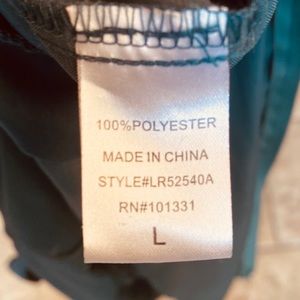 100%POLYESTER
MADE IN CHINA
STYLE#LR52540A
RN#101331
L